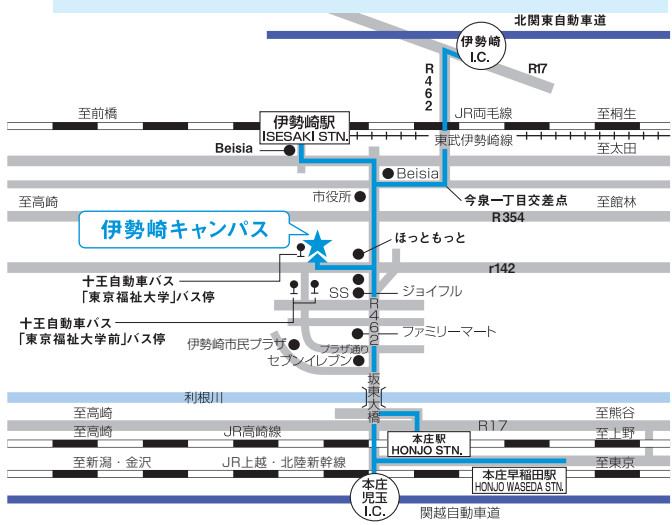 北関東自動車道
伊勢崎
I.C.
R17
R462
至前橋
伊勢崎駅
ISESAKI STN.
JR両毛線
至桐生
東武伊勢崎線
至太田
Beisia
Beisia
市役所
今泉一丁目交差点
至高崎
至館林
R354
伊勢崎キャンパス
ほっともっと
r142
十王自動車バス
「東京福祉大学」バス停
SS
ジョイフル
十王自動車バス
「東京福祉大学前」バス停
R462
ファミリーマート
伊勢崎市民プラザ
プラザ通り
セブンイレブン
利根川
坂東大橋
至高崎
至熊谷
R17
至高崎
JR高崎線
本庄駅
HONJO STN.
至上野
至新潟・金沢
JR上越・北陸新幹線
本庄早稲田駅
HONJO WASEDA STN.
至東京
本庄
児玉
I.C.
関越自動車道